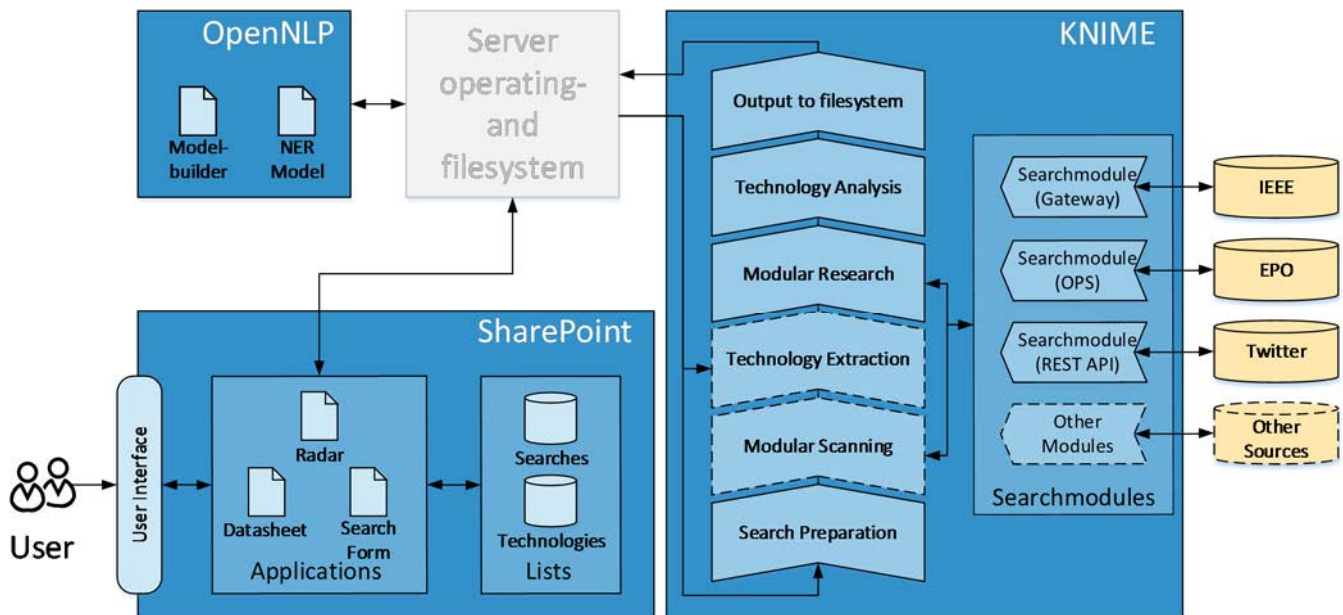 OpenNLP
Model-
builder
NER
Model
Server
operating-
and
filesystem
KNIME
Output to filesystem
Technology Analysis
Modular Research
Technology Extraction
Modular Scanning
Search Preparation
Searchmodule
(Gateway)
Searchmodule
(OPS)
Searchmodule
(REST API)
Other
Modules
Searchmodules
IEEE
EPO
Twitter
Other
Sources
SharePoint
User Interface
Radar
Datasheet
Search
Form
Applications
Searches
Technologies
Lists
User